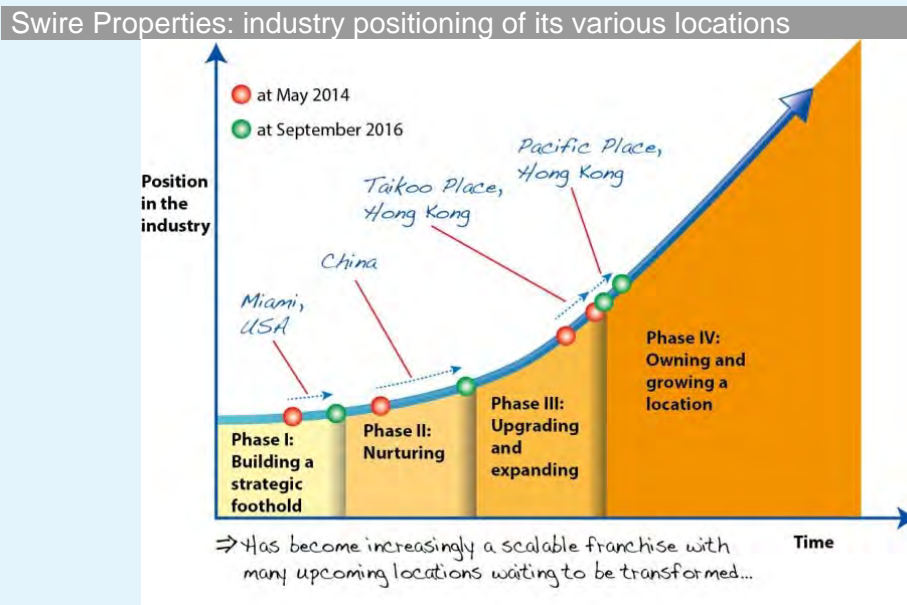 Swire Properties: industry positioning of its various locations
at May 2014
at September 2016
Position
in the
industry
Pacific Place,
Hong Kong
Taikoo Place,
Hong Kong
China
Miami,
USA
Phase I:
Building a
strategic
foothold
Phase II:
Nurturing
Phase III:
Upgrading
and
expanding
Phase IV:
Owning and
growing a
location
Time
⇒ Has become increasingly a scalable franchise with
many upcoming locations waiting to be transformed...